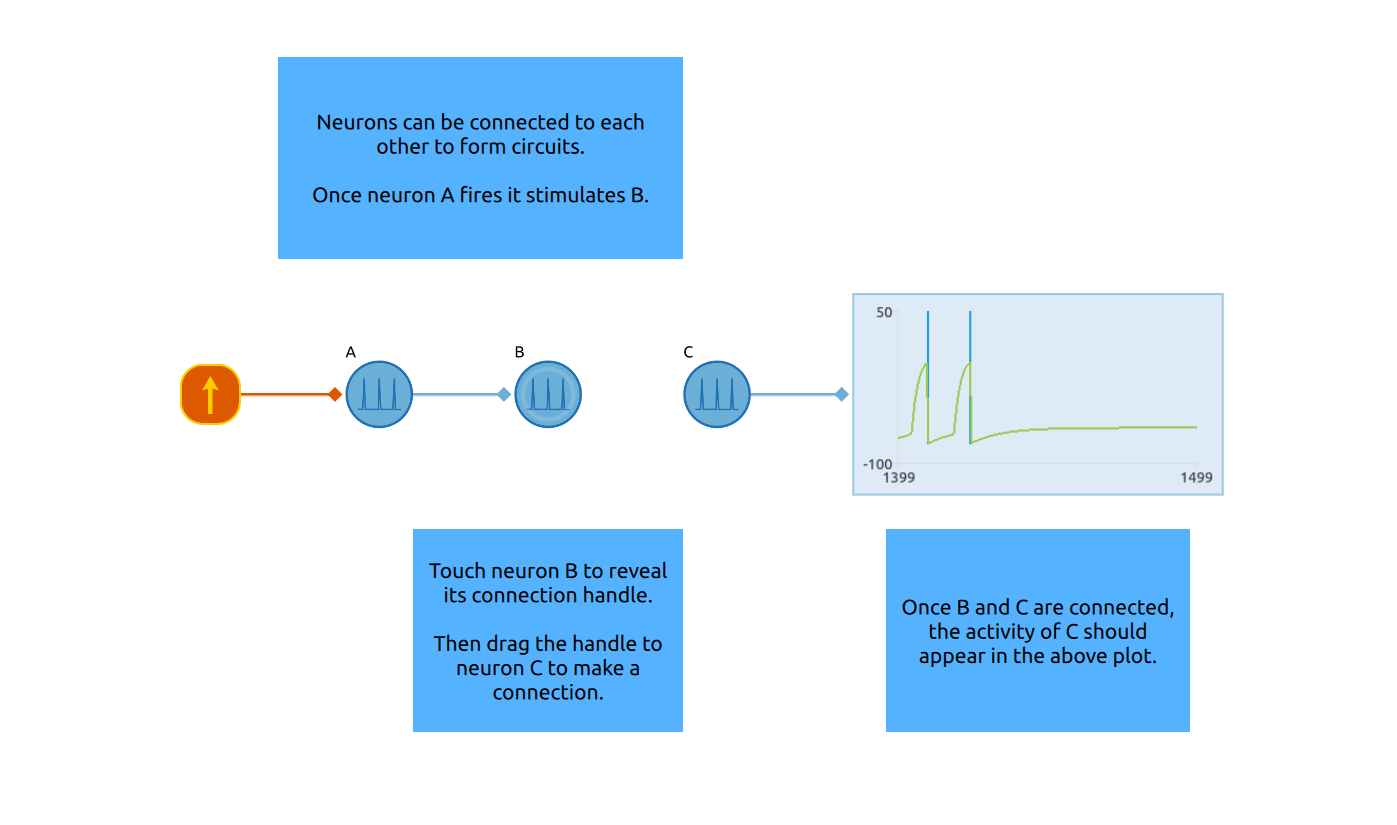 Neurons can be connected to each
other to form circuits.
Once neuron A fires it stimulates B.
A
B
C
50
-100
1399
1499
Touch neuron B to reveal
its connection handle.
Then drag the handle to
neuron C to make a
connection.
Once B and C are connected,
the activity of C should
appear in the above plot.